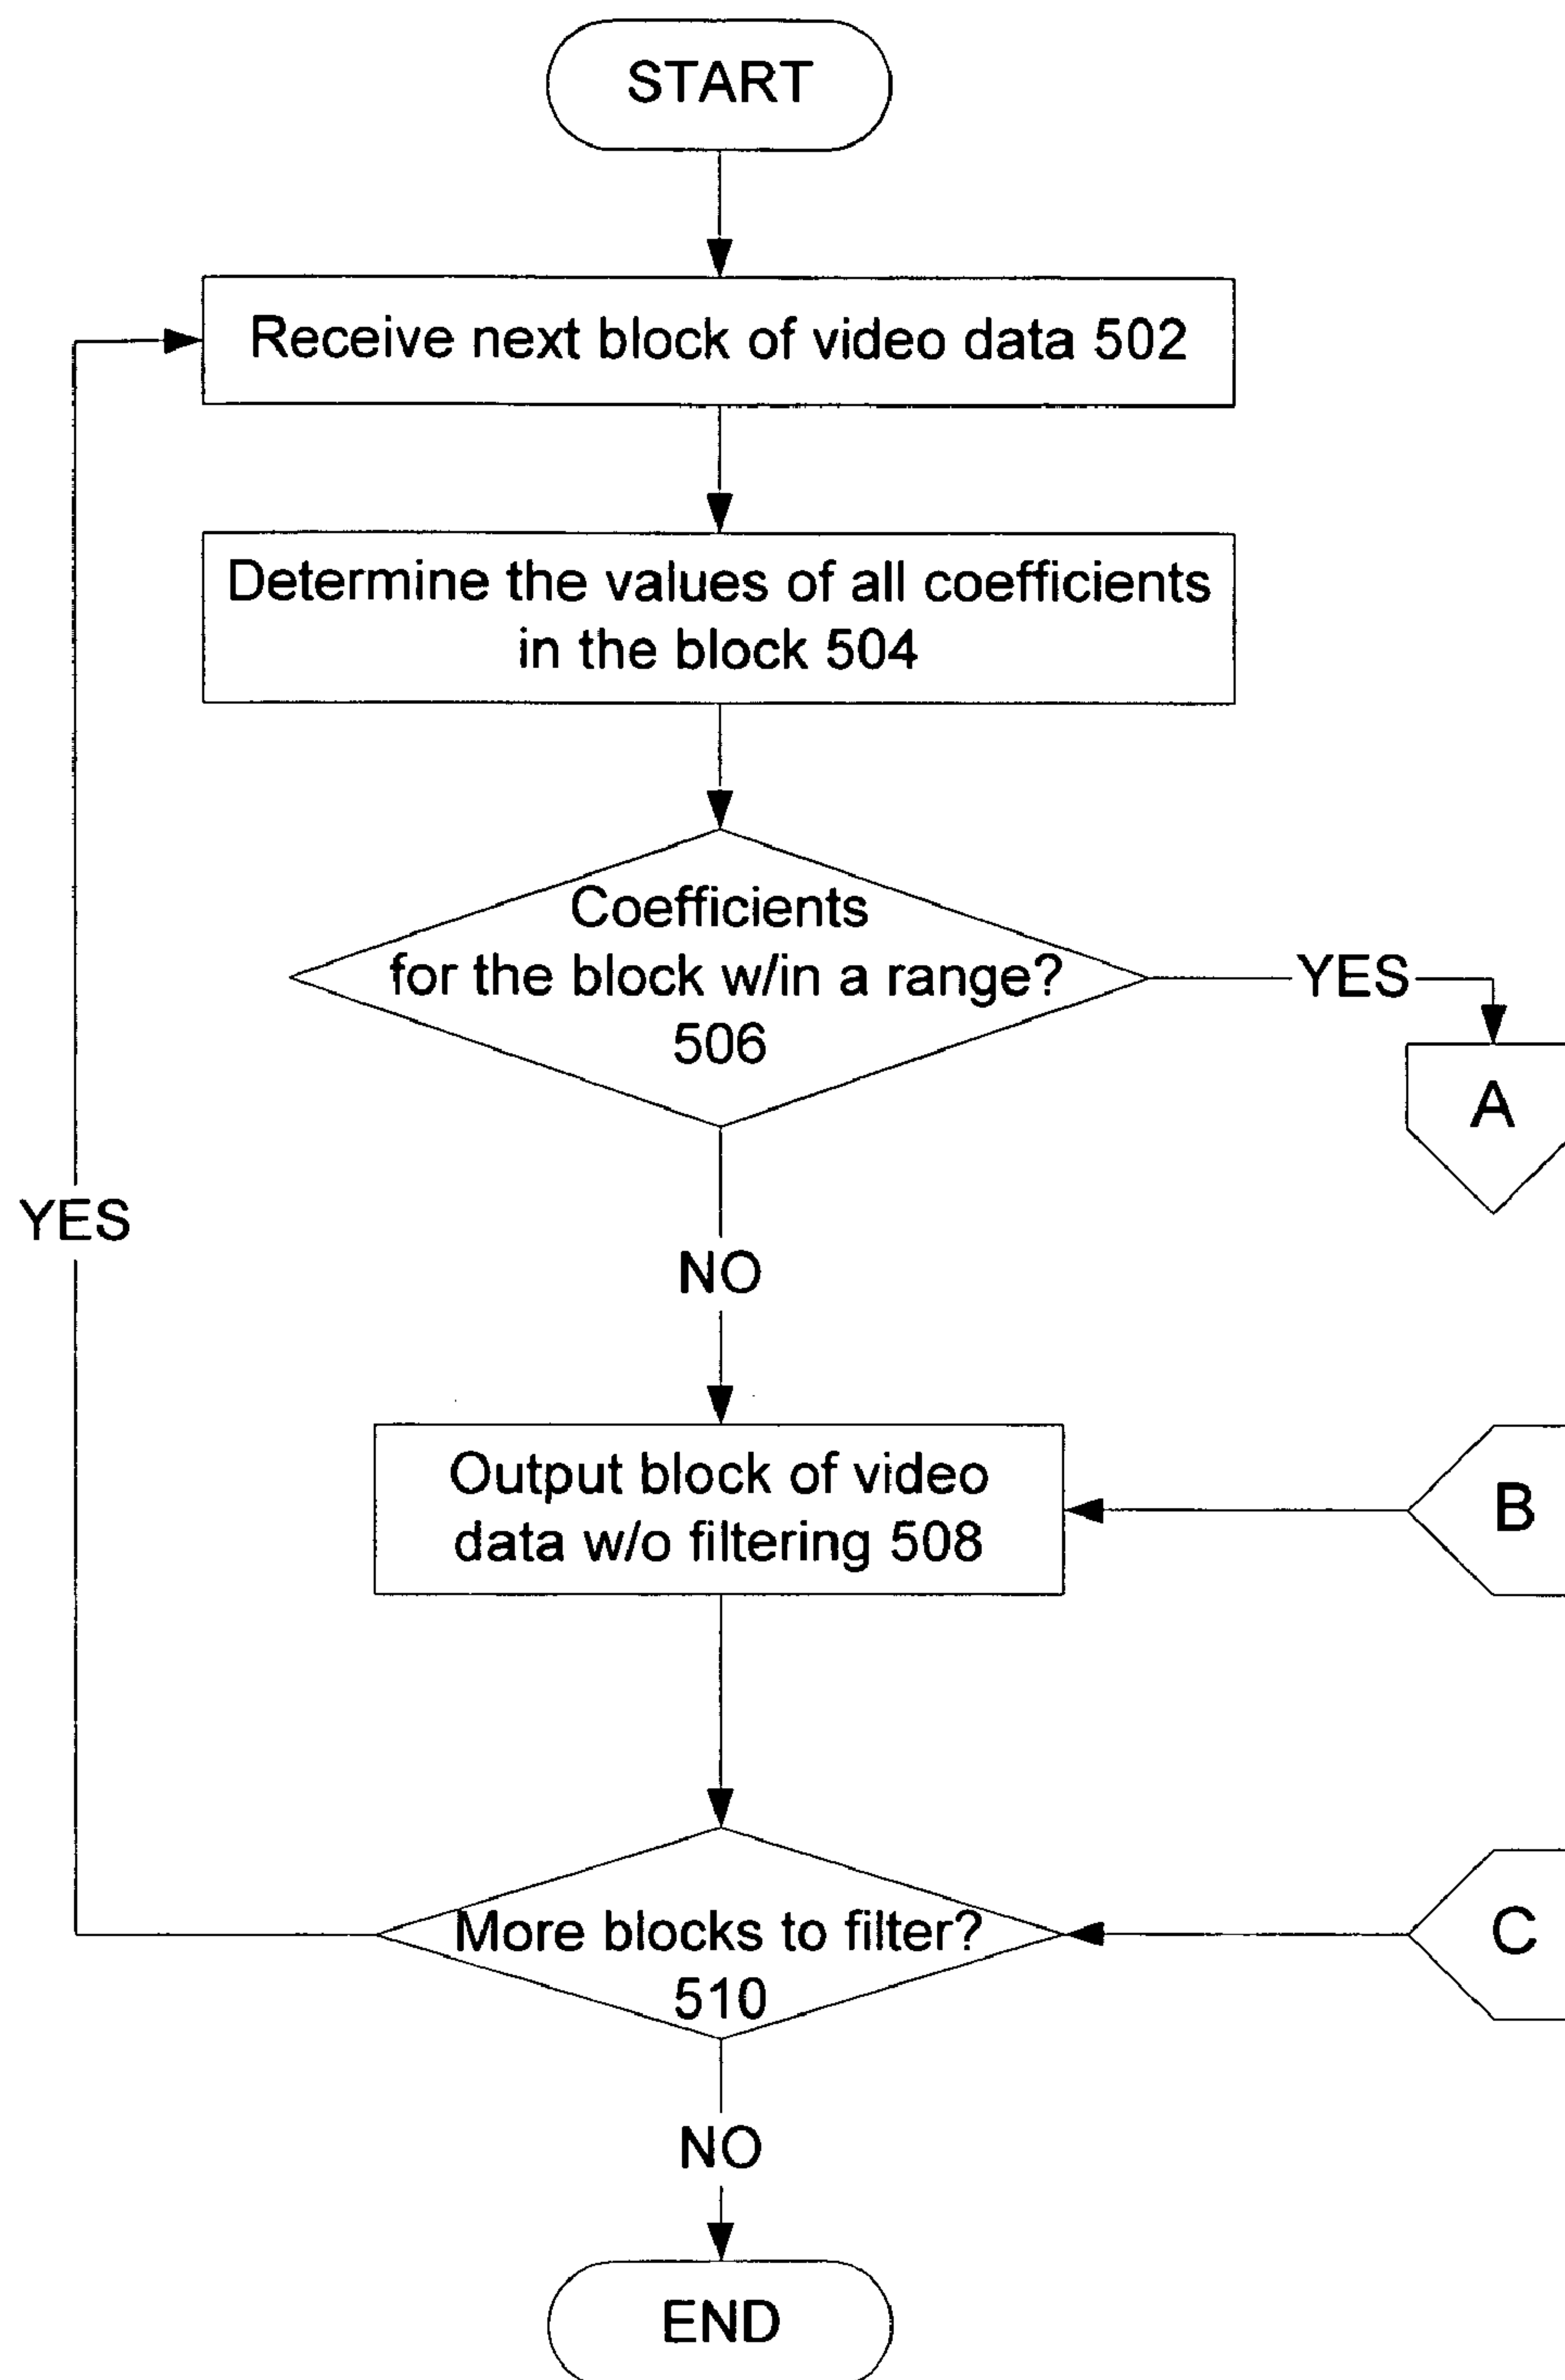 START
Receive next block of video data 502
Determine the values of all coefficients
in the block 504
Coefficients
for the block w/in a range?
506
YES
A
YES
NO
Output block of video
data w/o filtering 508
B
More blocks to filter?
510
C
NO
END